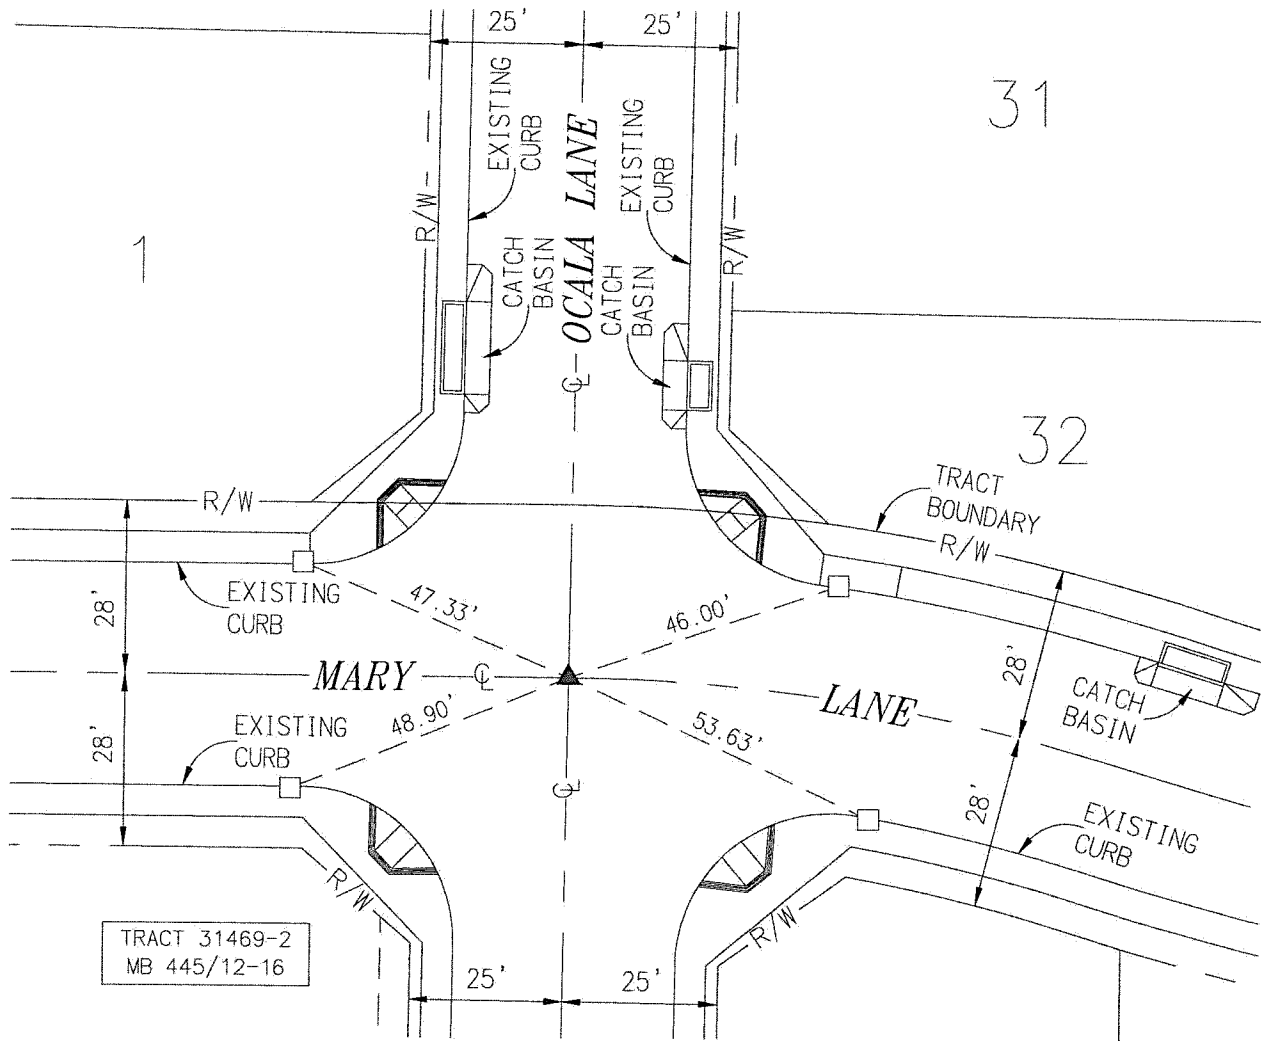 25'
25'
31
EXISTING
CURB
OCALA LANE
EXISTING
CURB
R/W
R/W
1
CATCH
BASIN
CATCH
BASIN
℄
32
TRACT
BOUNDARY
R/W
R/W
EXISTING
CURB
28'
47.33'
46.00'
28'
MARY
℄
LANE
CATCH
BASIN
48.90'
53.63'
EXISTING
CURB
28'
℄
28'
EXISTING
CURB
R/W
R/W
TRACT 31469-2
MB 445/12-16
25'
25'